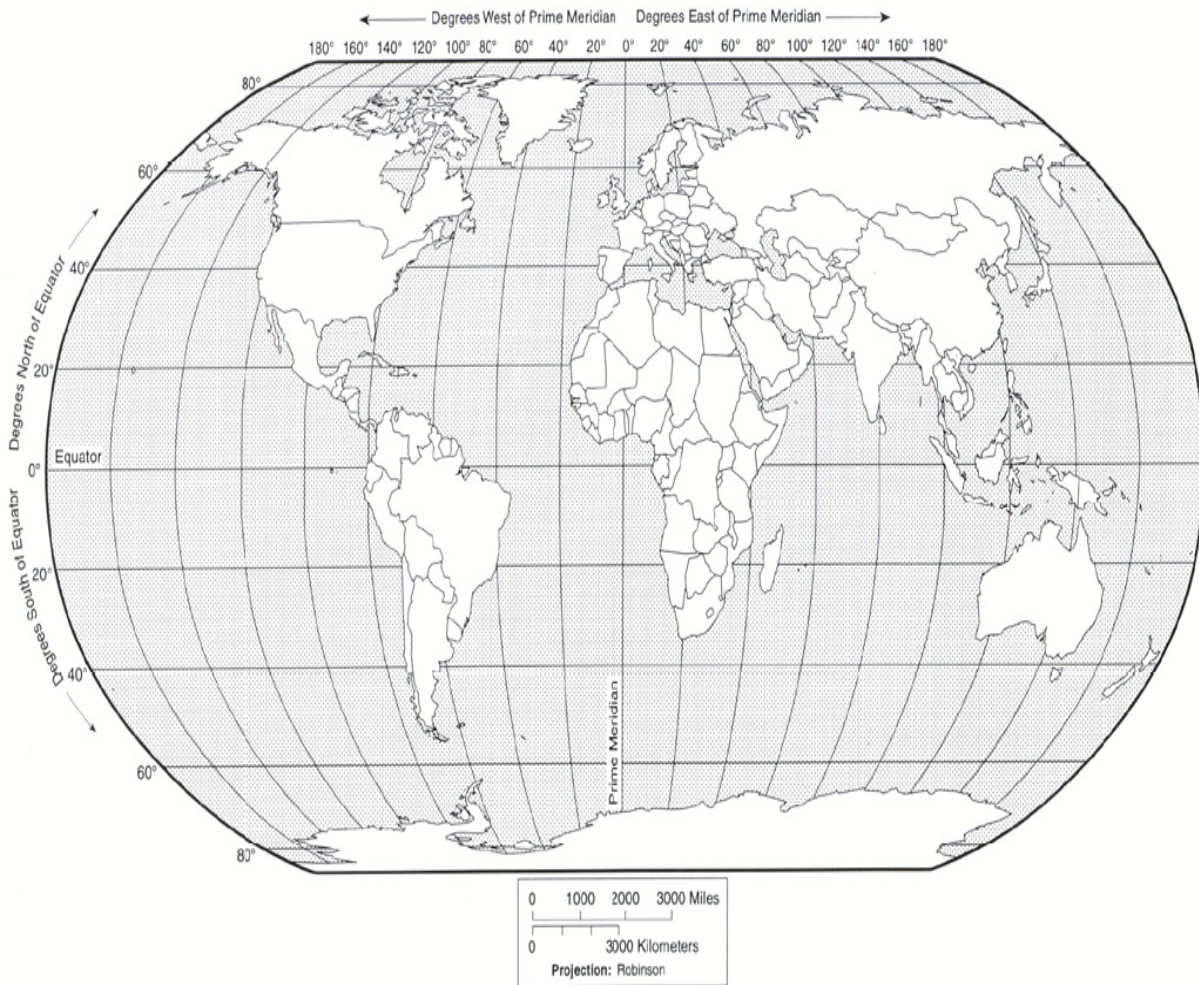 Degrees West of Prime Meridian Degrees East of Prime Meridian
180° 160° 140° 120° 100° 80° 60° 40° 20° 0° 20° 40° 60° 80° 100° 120° 140° 160° 180°
80°
60°
40°
20°
0°
20°
40°
60°
80°
Degrees North of Equator
Degrees South of Equator
Equator
Prime Meridian
0 1000 2000 3000 Miles
0 3000 Kilometers
Projection: Robinson